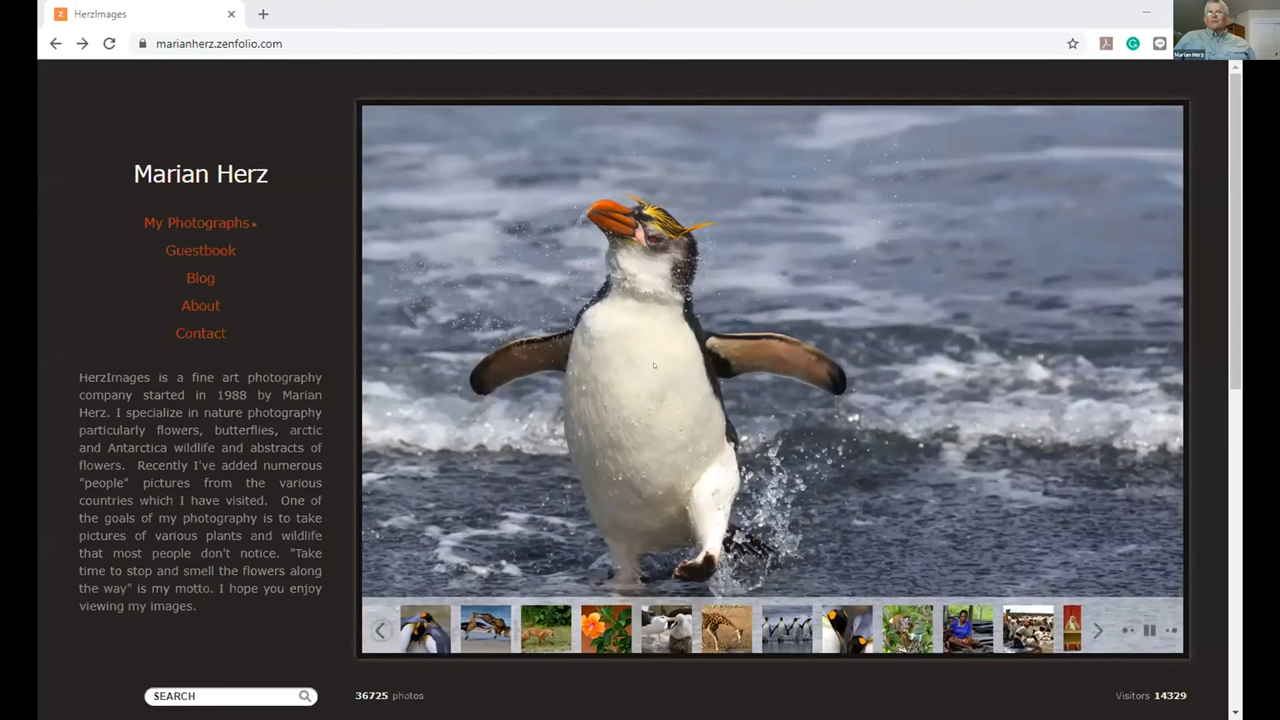 HerzImages
marianherz.zenfolio.com
Marian Herz
Marian Herz
My Photographs
Guestbook
Blog
About
Contact
HerzImages is a fine art photography
company started in 1988 by Marian
Herz. I specialize in nature photography
particularly flowers, butterflies, arctic
and Antarctica wildlife and abstracts of
flowers. Recently I've added numerous
"people" pictures from the various
countries which I have visited. One of
the goals of my photography is to take
pictures of various plants and wildlife
that most people don't notice. "Take
time to stop and smell the flowers along
the way" is my motto. I hope you enjoy
viewing my images.
SEARCH
36725 photos
Visitors 14329